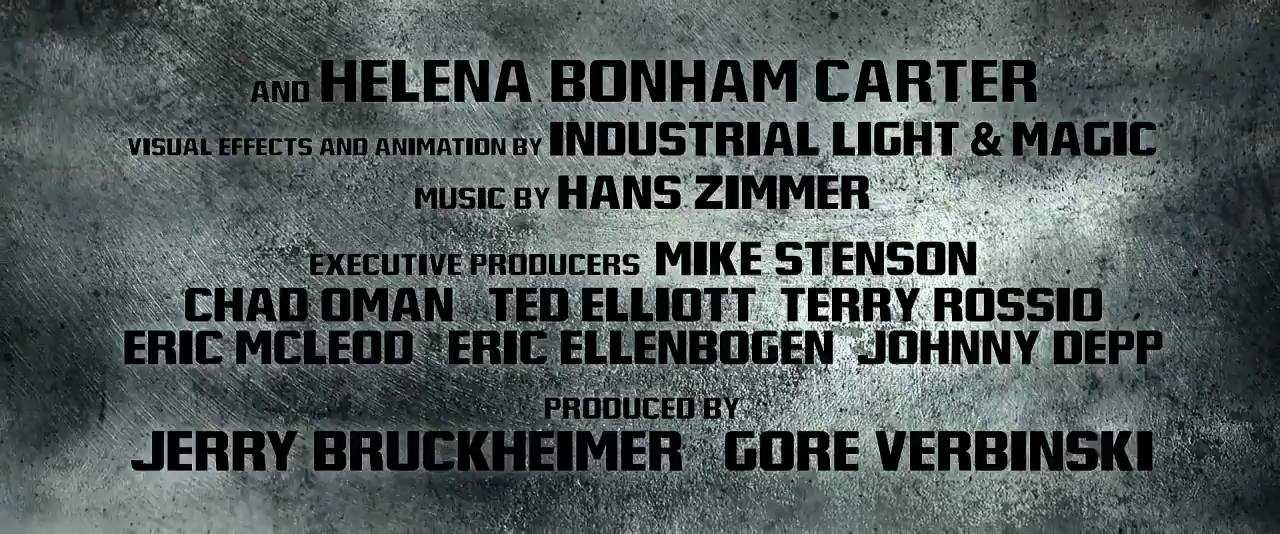 AND HELENA BONHAM CARTER
VISUAL EFFECTS AND ANIMATION BY INDUSTRIAL LIGHT & MAGIC
MUSIC BY HANS ZIMMER
EXECUTIVE PRODUCERS MIKE STENSON
CHAD OMAN TED ELLIOTT TERRY ROSSIO
ERIC MCLEOD ERIC ELLENBOGEN JOHNNY DEPP
PRODUCED BY
JERRY BRUCKHEIMER GORE VERBINSKI